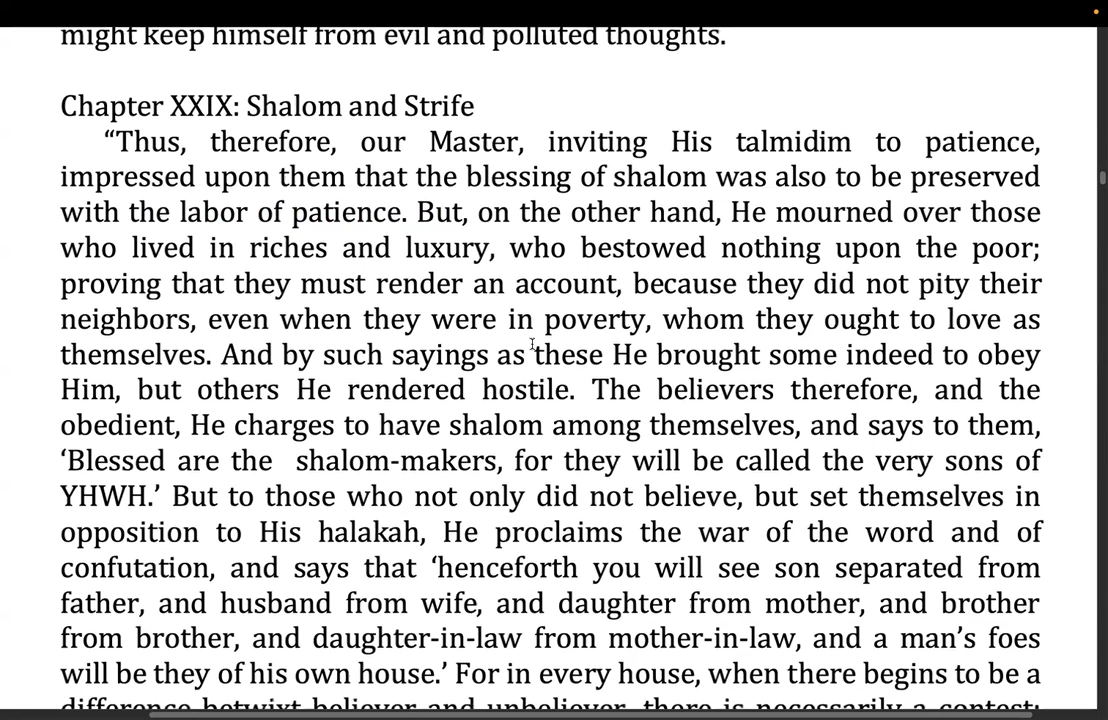 might keep himself from evil and polluted thoughts.
Chapter XXIX: Shalom and Strife
“Thus, therefore, our Master, inviting His talmidim to patience,
impressed upon them that the blessing of shalom was also to be preserved
with the labor of patience. But, on the other hand, He mourned over those
who lived in riches and luxury, who bestowed nothing upon the poor;
proving that they must render an account, because they did not pity their
neighbors, even when they were in poverty, whom they ought to love as
themselves. And by such sayings as these He brought some indeed to obey
Him, but others He rendered hostile. The believers therefore, and the
obedient, He charges to have shalom among themselves, and says to them,
‘Blessed are the  shalom-makers, for they will be called the very sons of
YHWH.’ But to those who not only did not believe, but set themselves in
opposition to His halakah, He proclaims the war of the word and of
confutation, and says that ‘henceforth you will see son separated from
father, and husband from wife, and daughter from mother, and brother
from brother, and daughter-in-law from mother-in-law, and a man’s foes
will be they of his own house.’ For in every house, when there begins to be a
difference betwixt believer and unbeliever, there is necessarily a contest;